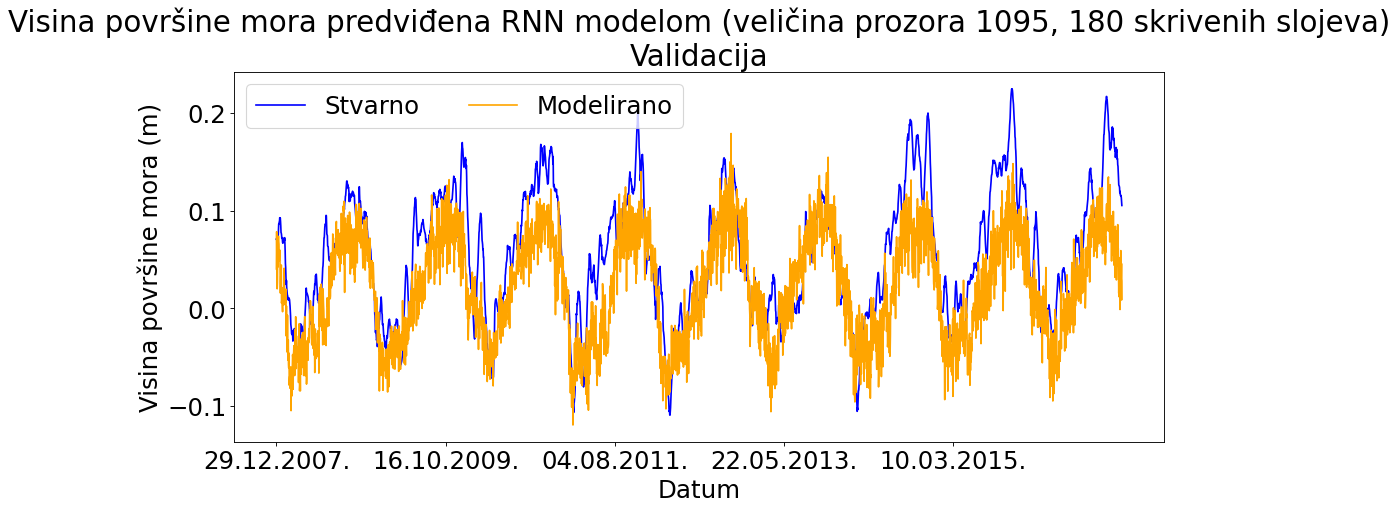 Visina površine mora predviđena RNN modelom (veličina prozora 1095, 180 skrivenih slojeva)
Validacija
Stvarno
Modelirano
Visina površine mora (m)
0.2
0.1
0.0
−0.1
29.12.2007.
16.10.2009.
04.08.2011.
22.05.2013.
10.03.2015.
Datum